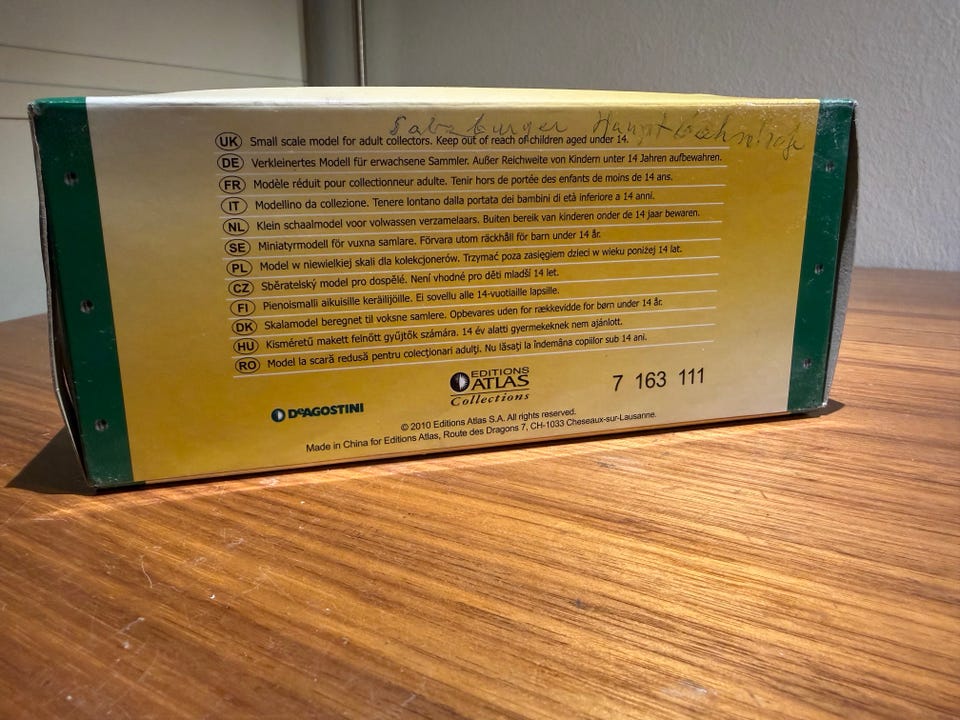 Salzburger Hauptbahnhofe
UK Small scale model for adult collectors. Keep out of reach of children aged under 14.
DE Verkleinertes Modell für erwachsene Sammler. Außer Reichweite von Kindern unter 14 Jahren aufbewahren.
FR Modèle réduit pour collectionneur adulte. Tenir hors de portée des enfants de moins de 14 ans.
IT Modellino da collezione. Tenere lontano dalla portata dei bambini di età inferiore a 14 anni.
NL Klein schaalmodel voor volwassen verzamelaars. Buiten bereik van kinderen onder de 14 jaar bewaren.
SE Miniatyrmodell för vuxna samlare. Förvara utom räckhåll för barn under 14 år.
PL Model w niewielkiej skali dla kolekcjonerów. Trzymać poza zasięgiem dzieci w wieku poniżej 14 lat.
CZ Sběratelský model pro dospělé. Není vhodné pro děti mladší 14 let.
FI Pienoismalli aikuisille keräilijöille. Ei sovellu alle 14-vuotiaille lapsille.
DK Skalamodel beregnet til voksne samlere. Opbevares uden for rækkevidde for børn under 14 år.
HU Kisméretű makett felnőtt gyűjtők számára. 14 év alatti gyermekeknek nem ajánlott.
RO Model la scară redusă pentru colecționari adulți. Nu lăsați la îndemâna copiilor sub 14 ani.
DeAGOSTINI
EDITIONS
ATLAS
Collections
7 163 111
© 2010 Editions Atlas S.A. All rights reserved.
Made in China for Editions Atlas, Route des Dragons 7, CH-1033 Cheseaux-sur-Lausanne.